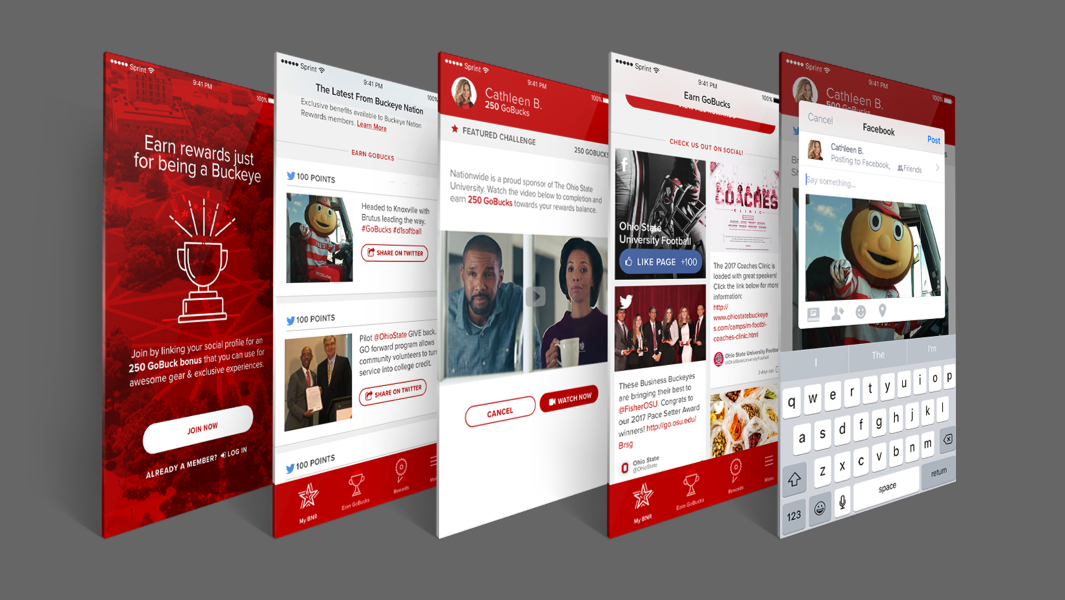 Sprint
9:41 PM
100%
Earn rewards just
for being a Buckeye
Join by linking your social profile for an
250 GoBuck bonus that you can use for
awesome gear & exclusive experiences.
JOIN NOW
ALREADY A MEMBER? LOG IN
Sprint
9:41 PM
100%
The Latest From Buckeye Nation
Exclusive benefits available to Buckeye Nation
Rewards members. Learn More
EARN GOBUCKS
100 POINTS
Headed to Knoxville with
Brutus leading the way.
#GoBucks #d1softball
SHARE ON TWITTER
100 POINTS
Pilot @OhioState GIVE back.
GO forward program allows
community volunteers to turn
service into college credit.
SHARE ON TWITTER
100 POINTS
My BNR
Earn GoBucks
Rewards
Sprint
9:41 PM
100%
Cathleen B.
250 GoBucks
FEATURED CHALLENGE
250 GOBUCKS
Nationwide is a proud sponsor of The Ohio State
University. Watch the video below to completion and
earn 250 GoBucks towards your rewards balance.
CANCEL
WATCH NOW
Sprint
9:41 PM
100%
Earn GoBucks
CHECK US OUT ON SOCIAL!
Ohio State
University Football
LIKE PAGE +100
These Business Buckeyes
are bringing their best to
@FisherOSU. Congrats to
our 2017 Pace Setter Award
winners! http://go.osu.edu/
Bnsg
Ohio State
@OhioState
COACHES
CLINIC
The 2017 Coaches Clinic is
loaded with great speakers!
Click the link below for more
information:
http://
www.ohiostatebuckeye
s.com/camps/m-footbl-
coaches-clinic.html
Ohio State University Footba
My BNR
Earn GoBucks
Rewards
Sprint
9:41 PM
100%
Cathleen B.
250 GoBucks
Cancel
Facebook
Post
Cathleen B.
Posting to Facebook,
Friends
Say something...
I
The
I'm
q w e r t y u i o p
a s d f g h j k l
z x c v b n m
123
space
return